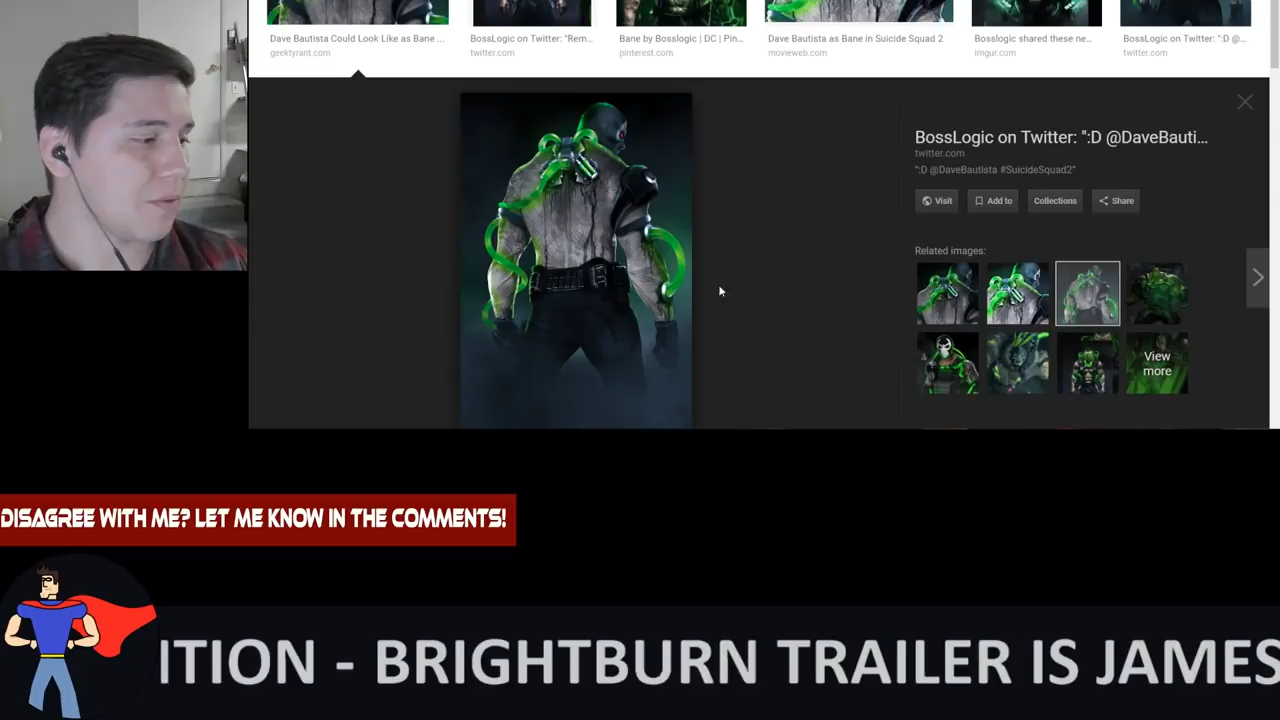 Dave Bautista Could Look Like as Bane ...
geektyrant.com
BossLogic on Twitter: "Rem...
twitter.com
Bane by Bosslogic | DC | Pin...
pinterest.com
Dave Bautista as Bane in Suicide Squad 2
movieweb.com
Bosslogic shared these ne...
imgur.com
BossLogic on Twitter: ":D @...
twitter.com
BossLogic on Twitter: ":D @DaveBauti...
twitter.com
":D @DaveBautista #SuicideSquad2"
Visit
Add to
Collections
Share
Related images:
View
more
DISAGREE WITH ME? LET ME KNOW IN THE COMMENTS!
ITION - BRIGHTBURN TRAILER IS JAMES